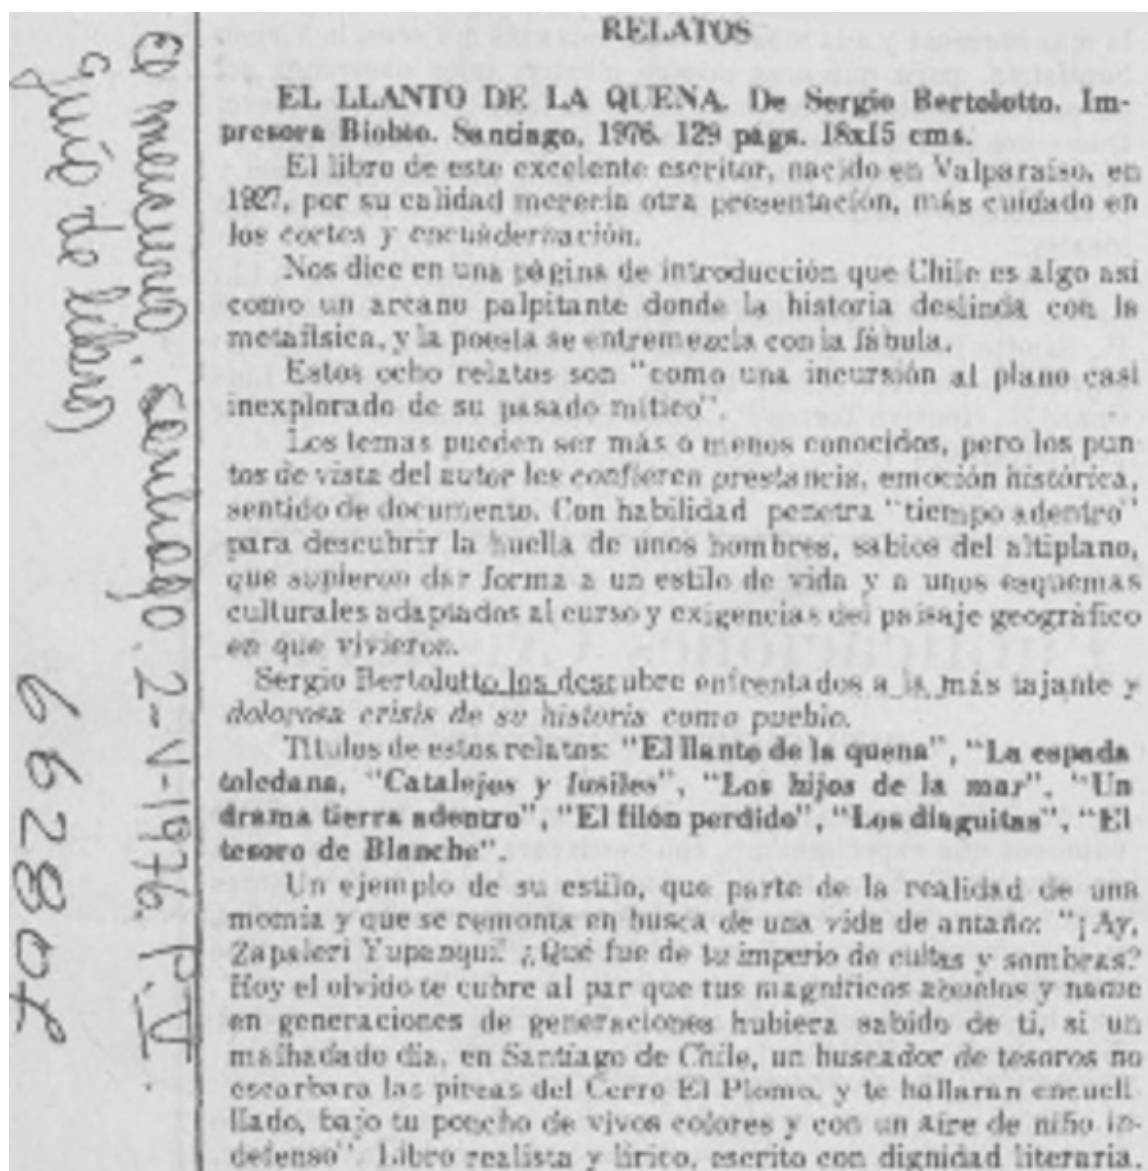 RELATOS
EL LLANTO DE LA QUENA. De Sergio Bertolotto. Im-
presora Biobío. Santiago, 1976. 129 págs. 18x15 cms.
El libro de este excelente escritor, nacido en Valparaíso, en
1927, por su calidad merería otra presentación, más cuidado en
los cortes y encuadernación.
Nos dice en una página de introducción que Chile es algo así
como un arcano palpitante donde la historia deslinda con la
metafísica, y la poesía se entremezcla con la fábula.
Estos ocho relatos son "como una incursión al plano casi
inexplorado de su pasado mítico".
Los temas pueden ser más o menos conocidos, pero los pun-
tos de vista del autor les confieren prestancia, emoción histórica,
sentido de documento. Con habilidad penetra "tiempo adentro"
para descubrir la huella de unos hombres, sabios del altiplano,
que supieron dar forma a un estilo de vida y a unos esquemas
culturales adaptados al curso y exigencias del paisaje geográfico
en que vivieron.
Sergio Bertolotto los descubre enfrentados a la más tajante y
dolorosa crisis de su historia como pueblo.
Títulos de estos relatos: "El llanto de la quena", "La espada
toledana, "Catalejos y fusiles", "Los hijos de la mar", "Un
drama tierra adentro", "El filón perdido", "Los diaguitas", "El
tesoro de Blanche".
Un ejemplo de su estilo, que parte de la realidad de una
momia y que se remonta en busca de una vida de antaño: "¡Ay,
Zapaleri Yupanqui! ¿Qué fue de tu imperio de cultas y sombras?
Hoy el olvido te cubre al par que tus magníficos abuelos y nadie
en generaciones de generaciones hubiera sabido de ti, si un
malhadado día, en Santiago de Chile, un buscador de tesoros no
escarbara las pircas del Cerro El Plomo, y te hallaran encucli
llado, bajo tu poncho de vivos colores y con un aire de niño in-
defenso". Libro realista y lírico, escrito con dignidad literaria
El Mercurio. Santiago. 2-V-1976 P. IV.
(guía de libros)